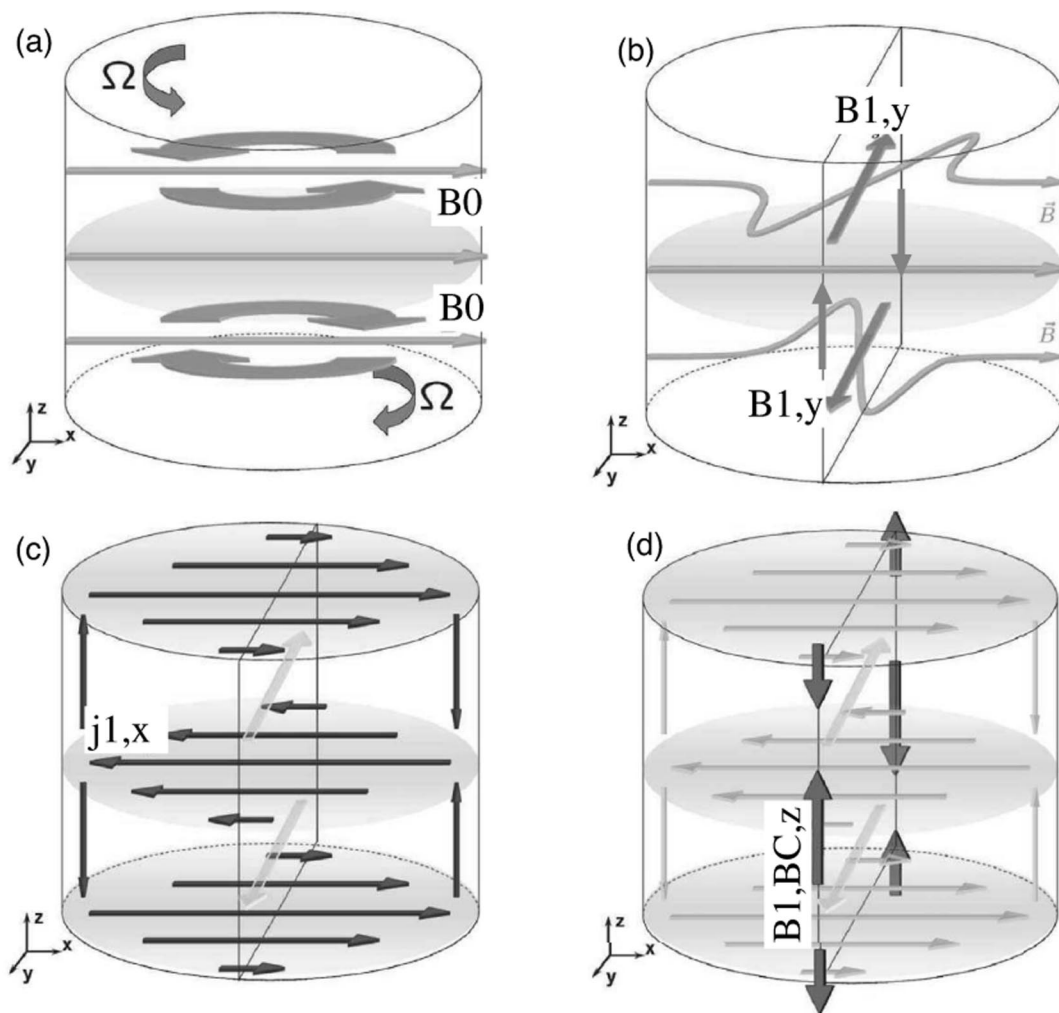 (a)
Ω
B0
B0
Ω
z
x
y
(b)
B1,y
B⃗
B⃗
B1,y
z
x
y
(c)
j1,x
z
x
y
(d)
B1,BC,z
z
x
y